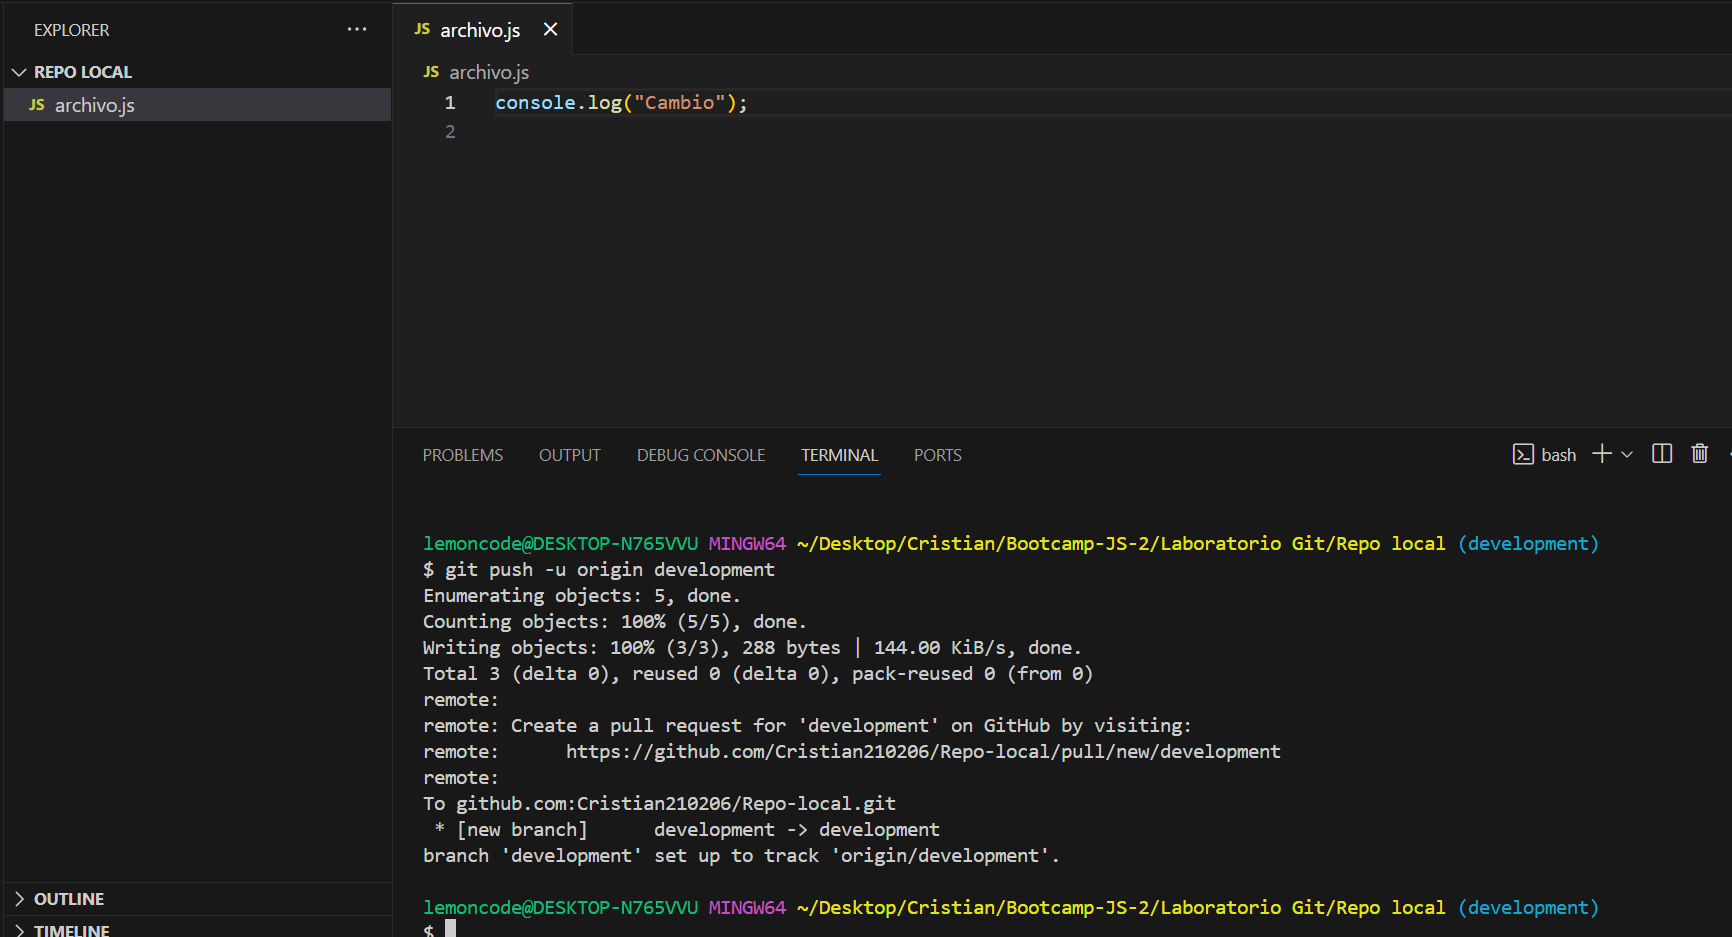 EXPLORER
REPO LOCAL
JS archivo.js
JS archivo.js
JS archivo.js
1 console.log("Cambio");
2
PROBLEMS OUTPUT DEBUG CONSOLE TERMINAL PORTS bash
lemoncode@DESKTOP-N765VVU MINGW64 ~/Desktop/Cristian/Bootcamp-JS-2/Laboratorio Git/Repo local (development)
$ git push -u origin development
Enumerating objects: 5, done.
Counting objects: 100% (5/5), done.
Writing objects: 100% (3/3), 288 bytes | 144.00 KiB/s, done.
Total 3 (delta 0), reused 0 (delta 0), pack-reused 0 (from 0)
remote:
remote: Create a pull request for 'development' on GitHub by visiting:
remote:      https://github.com/Cristian210206/Repo-local/pull/new/development
remote:
To github.com:Cristian210206/Repo-local.git
 * [new branch]      development -> development
branch 'development' set up to track 'origin/development'.
lemoncode@DESKTOP-N765VVU MINGW64 ~/Desktop/Cristian/Bootcamp-JS-2/Laboratorio Git/Repo local (development)
$
OUTLINE
TIMELINE